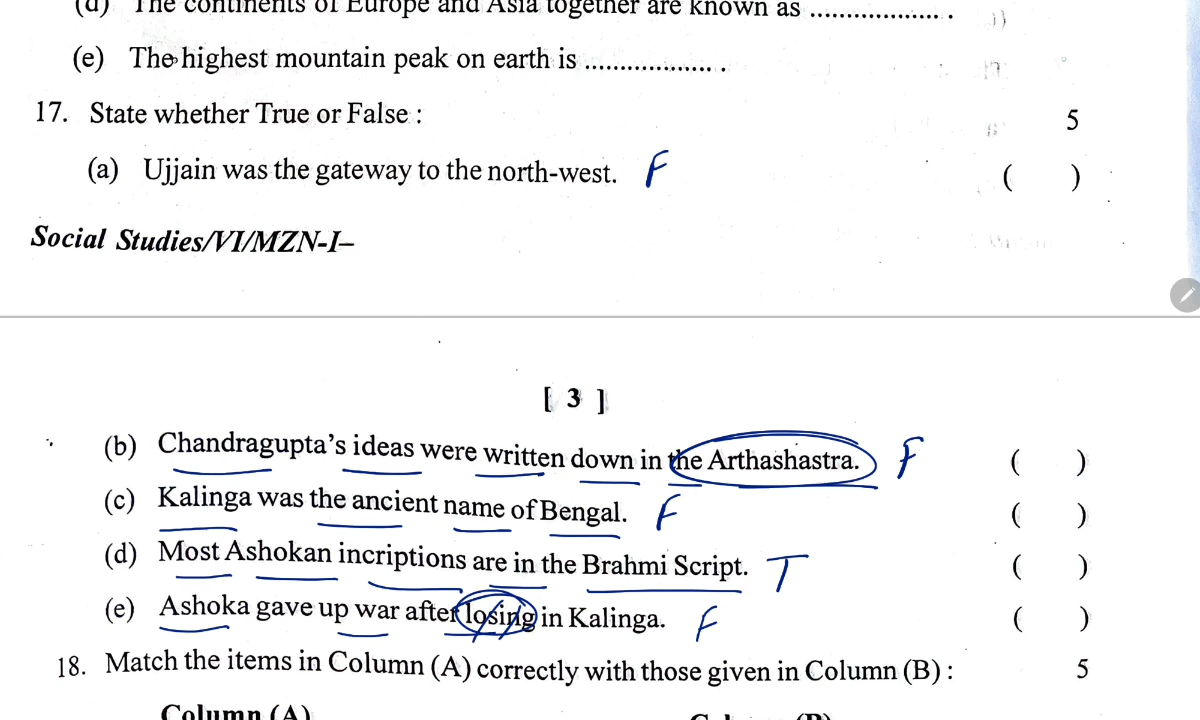 (d) The continents of Europe and Asia together are known as .................... .
(e) The highest mountain peak on earth is .................. .
17. State whether True or False : 5
(a) Ujjain was the gateway to the north-west. F ( )
Social Studies/VI/MZN-I–
[ 3 ]
(b) Chandragupta's ideas were written down in the Arthashastra. F ( )
(c) Kalinga was the ancient name of Bengal. F ( )
(d) Most Ashokan incriptions are in the Brahmi Script. T ( )
(e) Ashoka gave up war after losing in Kalinga. F ( )
18. Match the items in Column (A) correctly with those given in Column (B) : 5
Column (A) Column (B)